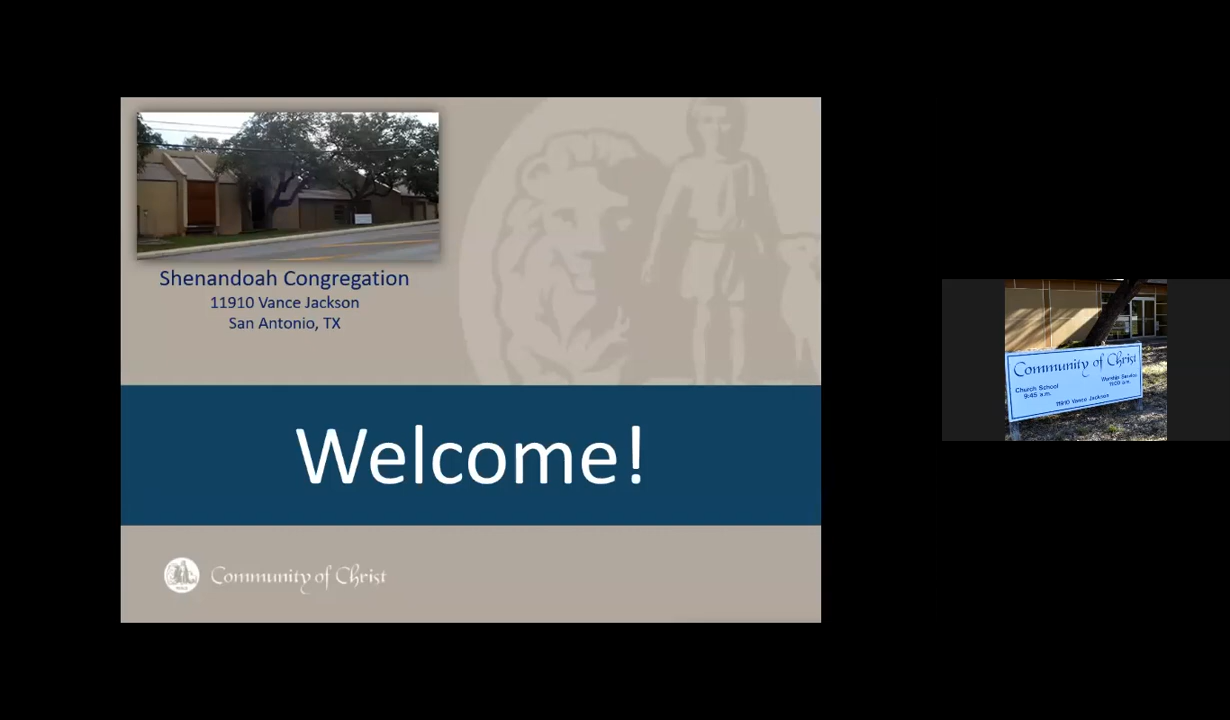 Shenandoah Congregation
11910 Vance Jackson
San Antonio, TX
Welcome!
Community of Christ
Community of Christ
Church School
9:45 a.m.
Worship Service
11:00 a.m.
11910 Vance Jackson